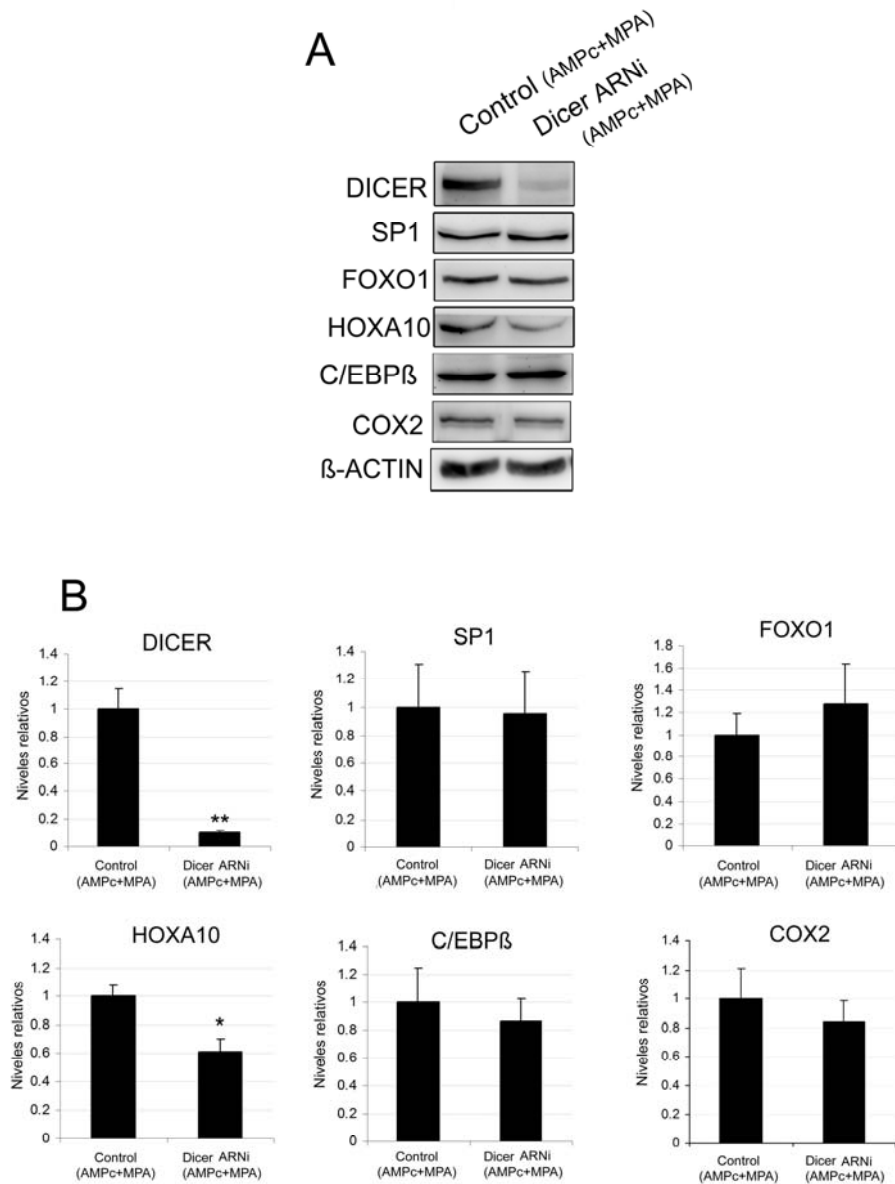 A
Control (AMPc+MPA)
Dicer ARNi
(AMPc+MPA)
DICER
SP1
FOXO1
HOXA10
C/EBPß
COX2
ß-ACTIN
B
DICER
Niveles relativos
1.4
1.2
1
0.8
0.6
0.4
0.2
0
**
Control
(AMPc+MPA)
Dicer ARNi
(AMPc+MPA)
SP1
Niveles relativos
1.4
1.2
1
0.8
0.6
0.4
0.2
0
Control
(AMPc+MPA)
Dicer ARNi
(AMPc+MPA)
FOXO1
Niveles relativos
1.8
1.6
1.4
1.2
1
0.8
0.6
0.4
0.2
0
Control
(AMPc+MPA)
Dicer ARNi
(AMPc+MPA)
HOXA10
Niveles relativos
1.4
1.2
1
0.8
0.6
0.4
0.2
0
*
Control
(AMPc+MPA)
Dicer ARNi
(AMPc+MPA)
C/EBPß
Niveles relativos
1.4
1.2
1
0.8
0.6
0.4
0.2
0
Control
(AMPc+MPA)
Dicer ARNi
(AMPc+MPA)
COX2
Niveles relativos
1.4
1.2
1
0.8
0.6
0.4
0.2
0
Control
(AMPc+MPA)
Dicer ARNi
(AMPc+MPA)